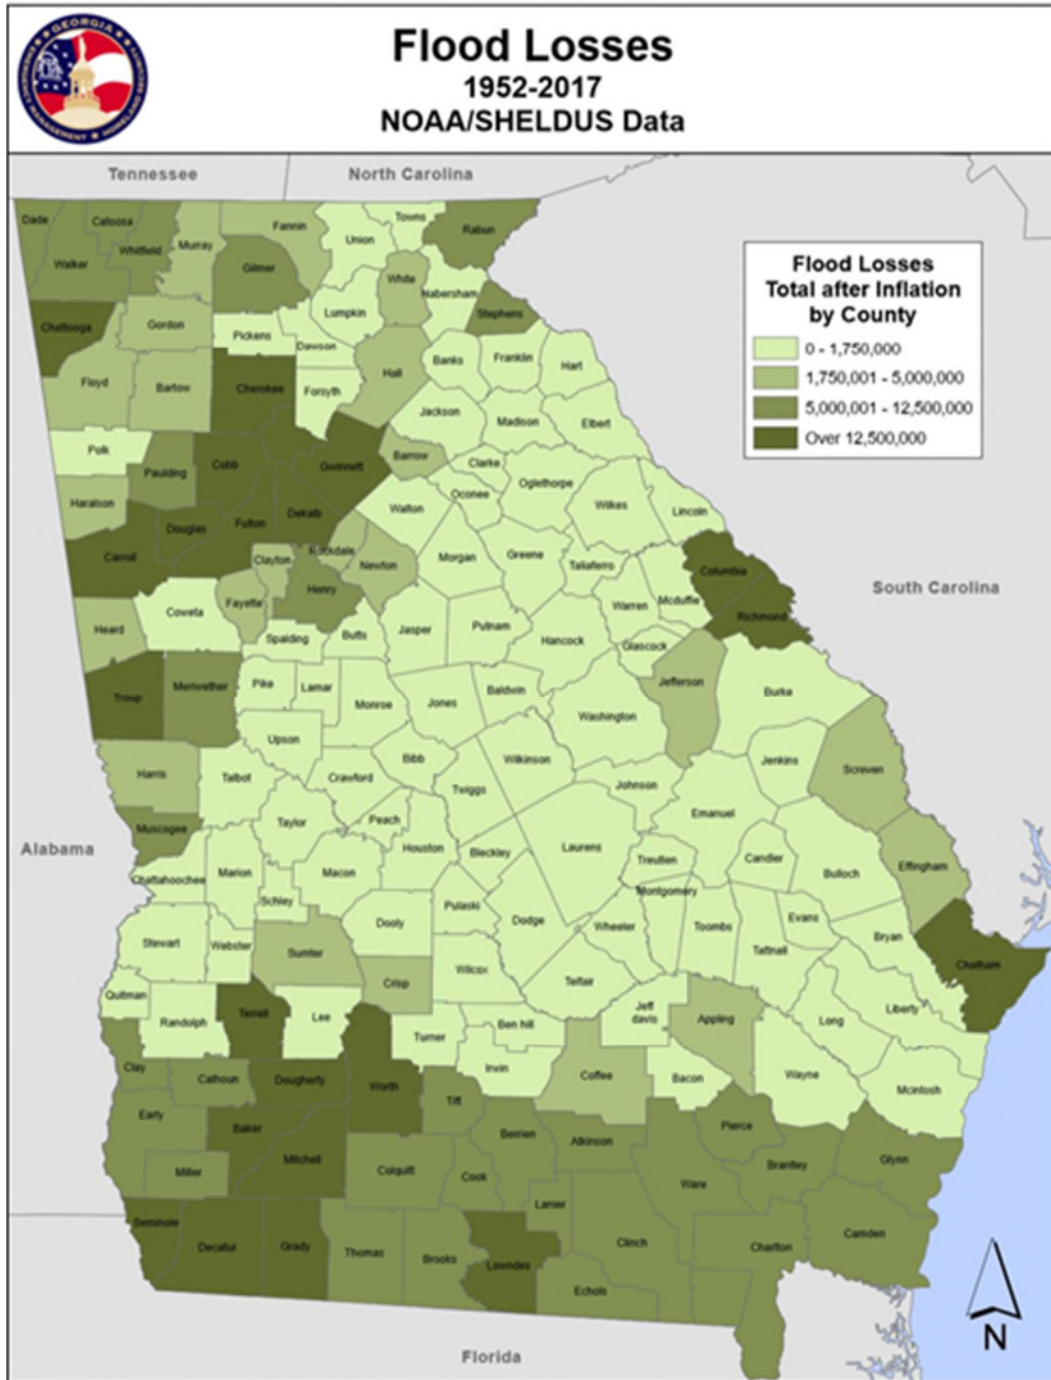 GEORGIA
EMERGENCY MANAGEMENT
HOMELAND SECURITY
Flood Losses
1952-2017
NOAA/SHELDUS Data
Tennessee
North Carolina
Dade
Catoosa
Whitfield
Murray
Fannin
Union
Towns
Rabun
Walker
Gilmer
White
Habersham
Stephens
Lumpkin
Chattooga
Gordon
Pickens
Dawson
Banks
Franklin
Hart
Floyd
Bartow
Cherokee
Forsyth
Hall
Jackson
Madison
Elbert
Polk
Paulding
Cobb
Gwinnett
Barrow
Clarke
Oconee
Oglethorpe
Wilkes
Lincoln
Haralson
Douglas
Fulton
Dekalb
Walton
Carroll
Clayton
Rockdale
Newton
Morgan
Greene
Taliaferro
Columbia
Coweta
Fayette
Henry
Warren
Mcduffie
Richmond
Heard
Spalding
Butts
Jasper
Putnam
Hancock
Glascock
Jefferson
Burke
Troup
Meriwether
Pike
Lamar
Monroe
Jones
Baldwin
Washington
Upson
Harris
Talbot
Crawford
Bibb
Twiggs
Wilkinson
Johnson
Jenkins
Screven
Emanuel
Muscogee
Taylor
Peach
Houston
Bleckley
Laurens
Treutlen
Candler
Bulloch
Effingham
Chattahoochee
Marion
Macon
Schley
Dooly
Pulaski
Dodge
Montgomery
Wheeler
Toombs
Evans
Tattnall
Bryan
Stewart
Webster
Sumter
Crisp
Wilcox
Telfair
Chatham
Quitman
Randolph
Terrell
Lee
Turner
Ben hill
Jeff
davis
Appling
Long
Liberty
Clay
Calhoun
Dougherty
Worth
Irvin
Coffee
Bacon
Wayne
Mcintosh
Early
Baker
Tift
Berrien
Atkinson
Pierce
Miller
Mitchell
Colquitt
Cook
Ware
Brantley
Glynn
Lanier
Seminole
Decatur
Grady
Thomas
Brooks
Lowndes
Clinch
Charlton
Camden
Echols
Alabama
South Carolina
Florida
Flood Losses
Total after Inflation
by County
0 - 1,750,000
1,750,001 - 5,000,000
5,000,001 - 12,500,000
Over 12,500,000
N